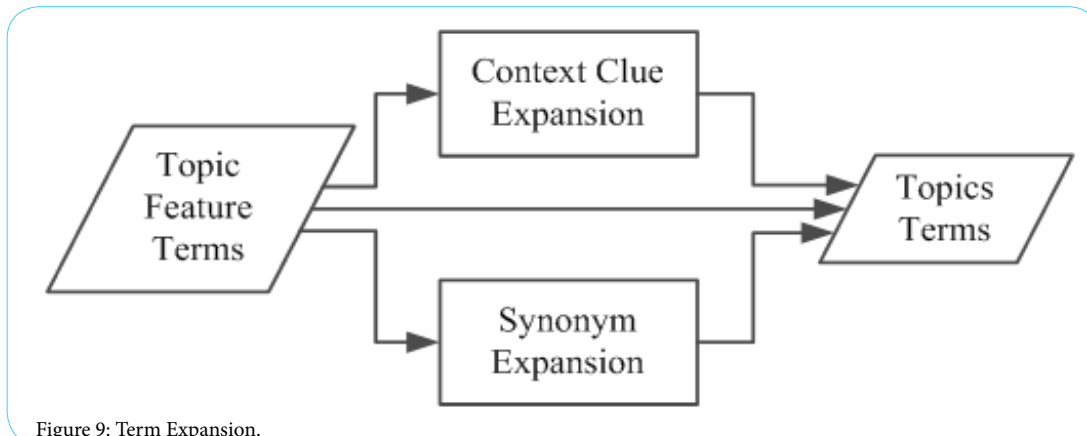 Context Clue
Expansion
Topic
Feature
Terms
Topics
Terms
Synonym
Expansion
Figure 9: Term Expansion.